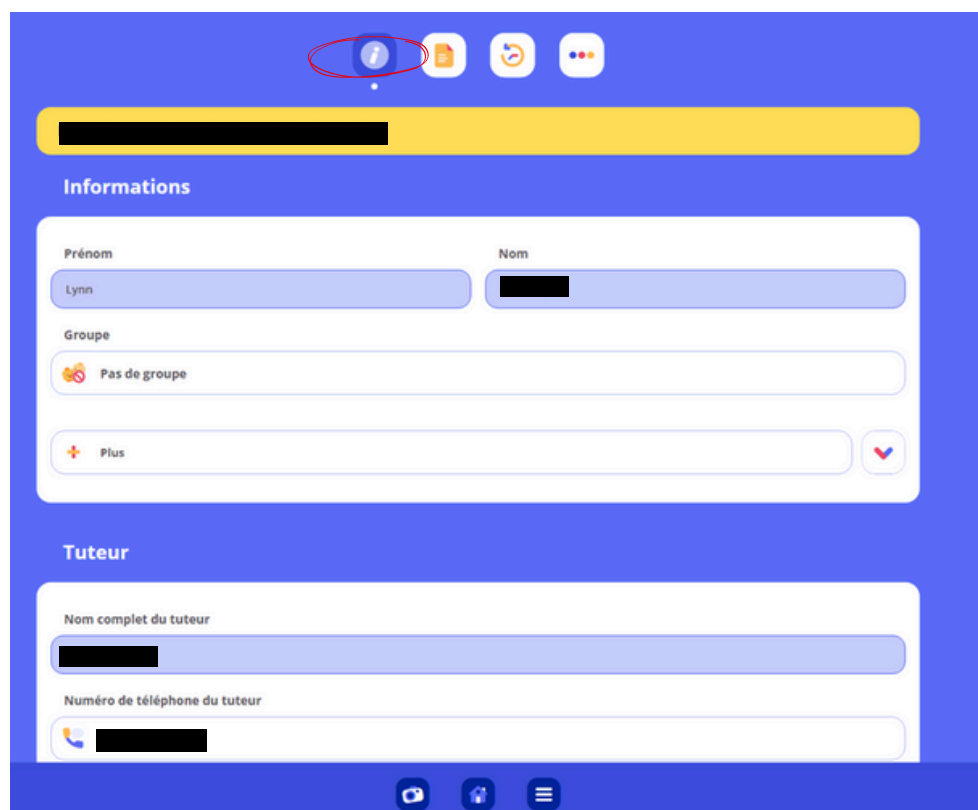 Informations
Prénom
Nom
Lynn
Groupe
Pas de groupe
Plus
Tuteur
Nom complet du tuteur
Numéro de téléphone du tuteur